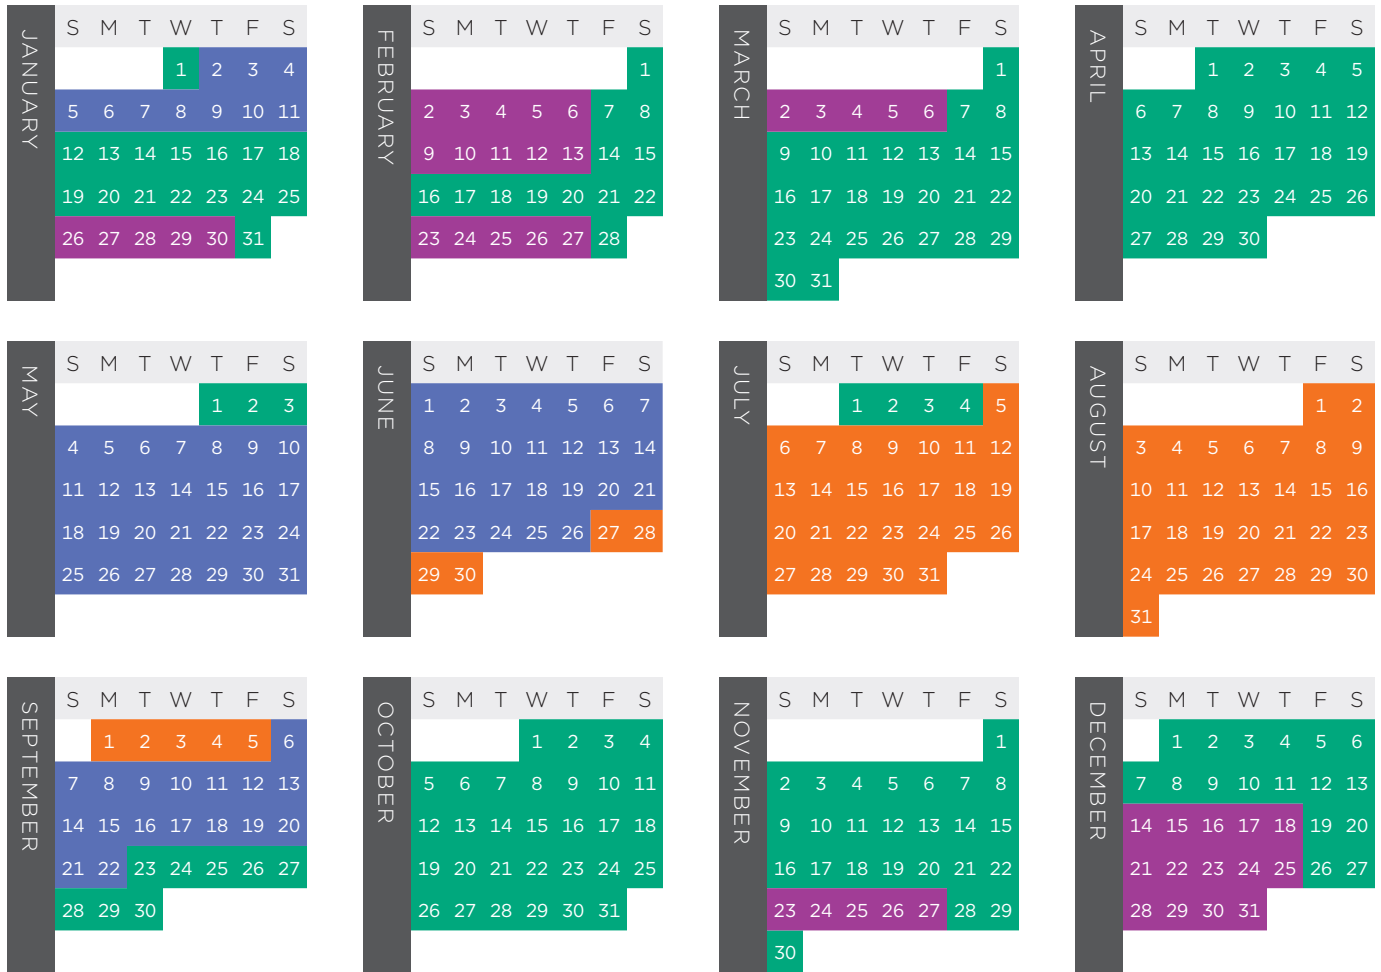 JANUARY
S M T W T F S
1 2 3 4
5 6 7 8 9 10 11
12 13 14 15 16 17 18
19 20 21 22 23 24 25
26 27 28 29 30 31
FEBRUARY
S M T W T F S
1
2 3 4 5 6 7 8
9 10 11 12 13 14 15
16 17 18 19 20 21 22
23 24 25 26 27 28
MARCH
S M T W T F S
1
2 3 4 5 6 7 8
9 10 11 12 13 14 15
16 17 18 19 20 21 22
23 24 25 26 27 28 29
30 31
APRIL
S M T W T F S
1 2 3 4 5
6 7 8 9 10 11 12
13 14 15 16 17 18 19
20 21 22 23 24 25 26
27 28 29 30
MAY
S M T W T F S
1 2 3
4 5 6 7 8 9 10
11 12 13 14 15 16 17
18 19 20 21 22 23 24
25 26 27 28 29 30 31
JUNE
S M T W T F S
1 2 3 4 5 6 7
8 9 10 11 12 13 14
15 16 17 18 19 20 21
22 23 24 25 26 27 28
29 30
JULY
S M T W T F S
1 2 3 4 5
6 7 8 9 10 11 12
13 14 15 16 17 18 19
20 21 22 23 24 25 26
27 28 29 30 31
AUGUST
S M T W T F S
1 2
3 4 5 6 7 8 9
10 11 12 13 14 15 16
17 18 19 20 21 22 23
24 25 26 27 28 29 30
31
SEPTEMBER
S M T W T F S
1 2 3 4 5 6
7 8 9 10 11 12 13
14 15 16 17 18 19 20
21 22 23 24 25 26 27
28 29 30
OCTOBER
S M T W T F S
1 2 3 4
5 6 7 8 9 10 11
12 13 14 15 16 17 18
19 20 21 22 23 24 25
26 27 28 29 30 31
NOVEMBER
S M T W T F S
1
2 3 4 5 6 7 8
9 10 11 12 13 14 15
16 17 18 19 20 21 22
23 24 25 26 27 28 29
30
DECEMBER
S M T W T F S
1 2 3 4 5 6
7 8 9 10 11 12 13
14 15 16 17 18 19 20
21 22 23 24 25 26 27
28 29 30 31